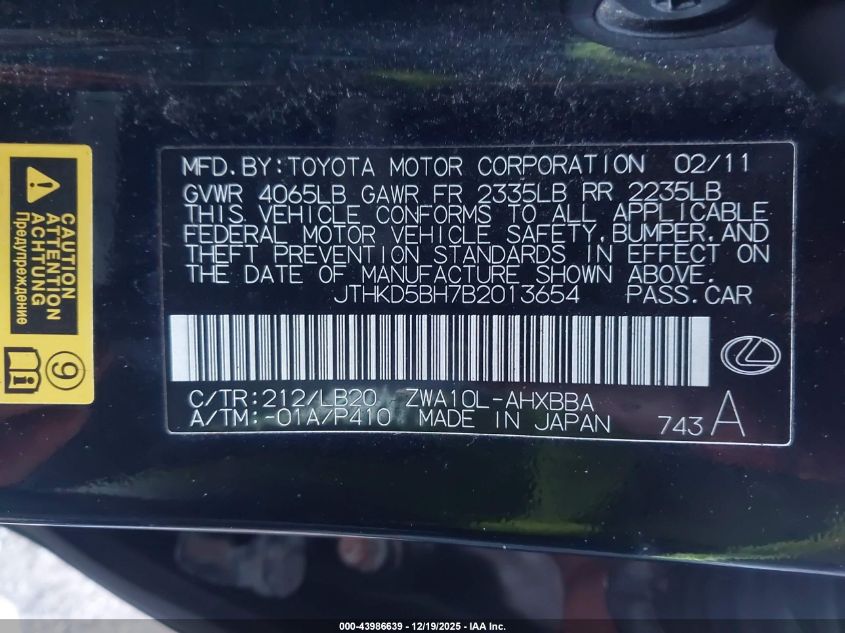 MFD.BY:TOYOTA MOTOR CORPORATION 02/11
GVWR 4065LB GAWR FR 2335LB RR 2235LB
THIS VEHICLE CONFORMS TO ALL APPLICABLE
FEDERAL MOTOR VEHICLE SAFETY,BUMPER,AND
THEFT PREVENTION STANDARDS IN EFFECT ON
THE DATE OF MANUFACTURE SHOWN ABOVE.
JTHKD5BH7B2013654 PASS.CAR
C/TR:212/LB20 ZWA10L-AHXBBA
A/TM:-01A/P410 MADE IN JAPAN 743 A
CAUTION
ATTENTION
ACHTUNG
Предупреждение
9
000-43986639 - 12/19/2025 - IAA Inc.